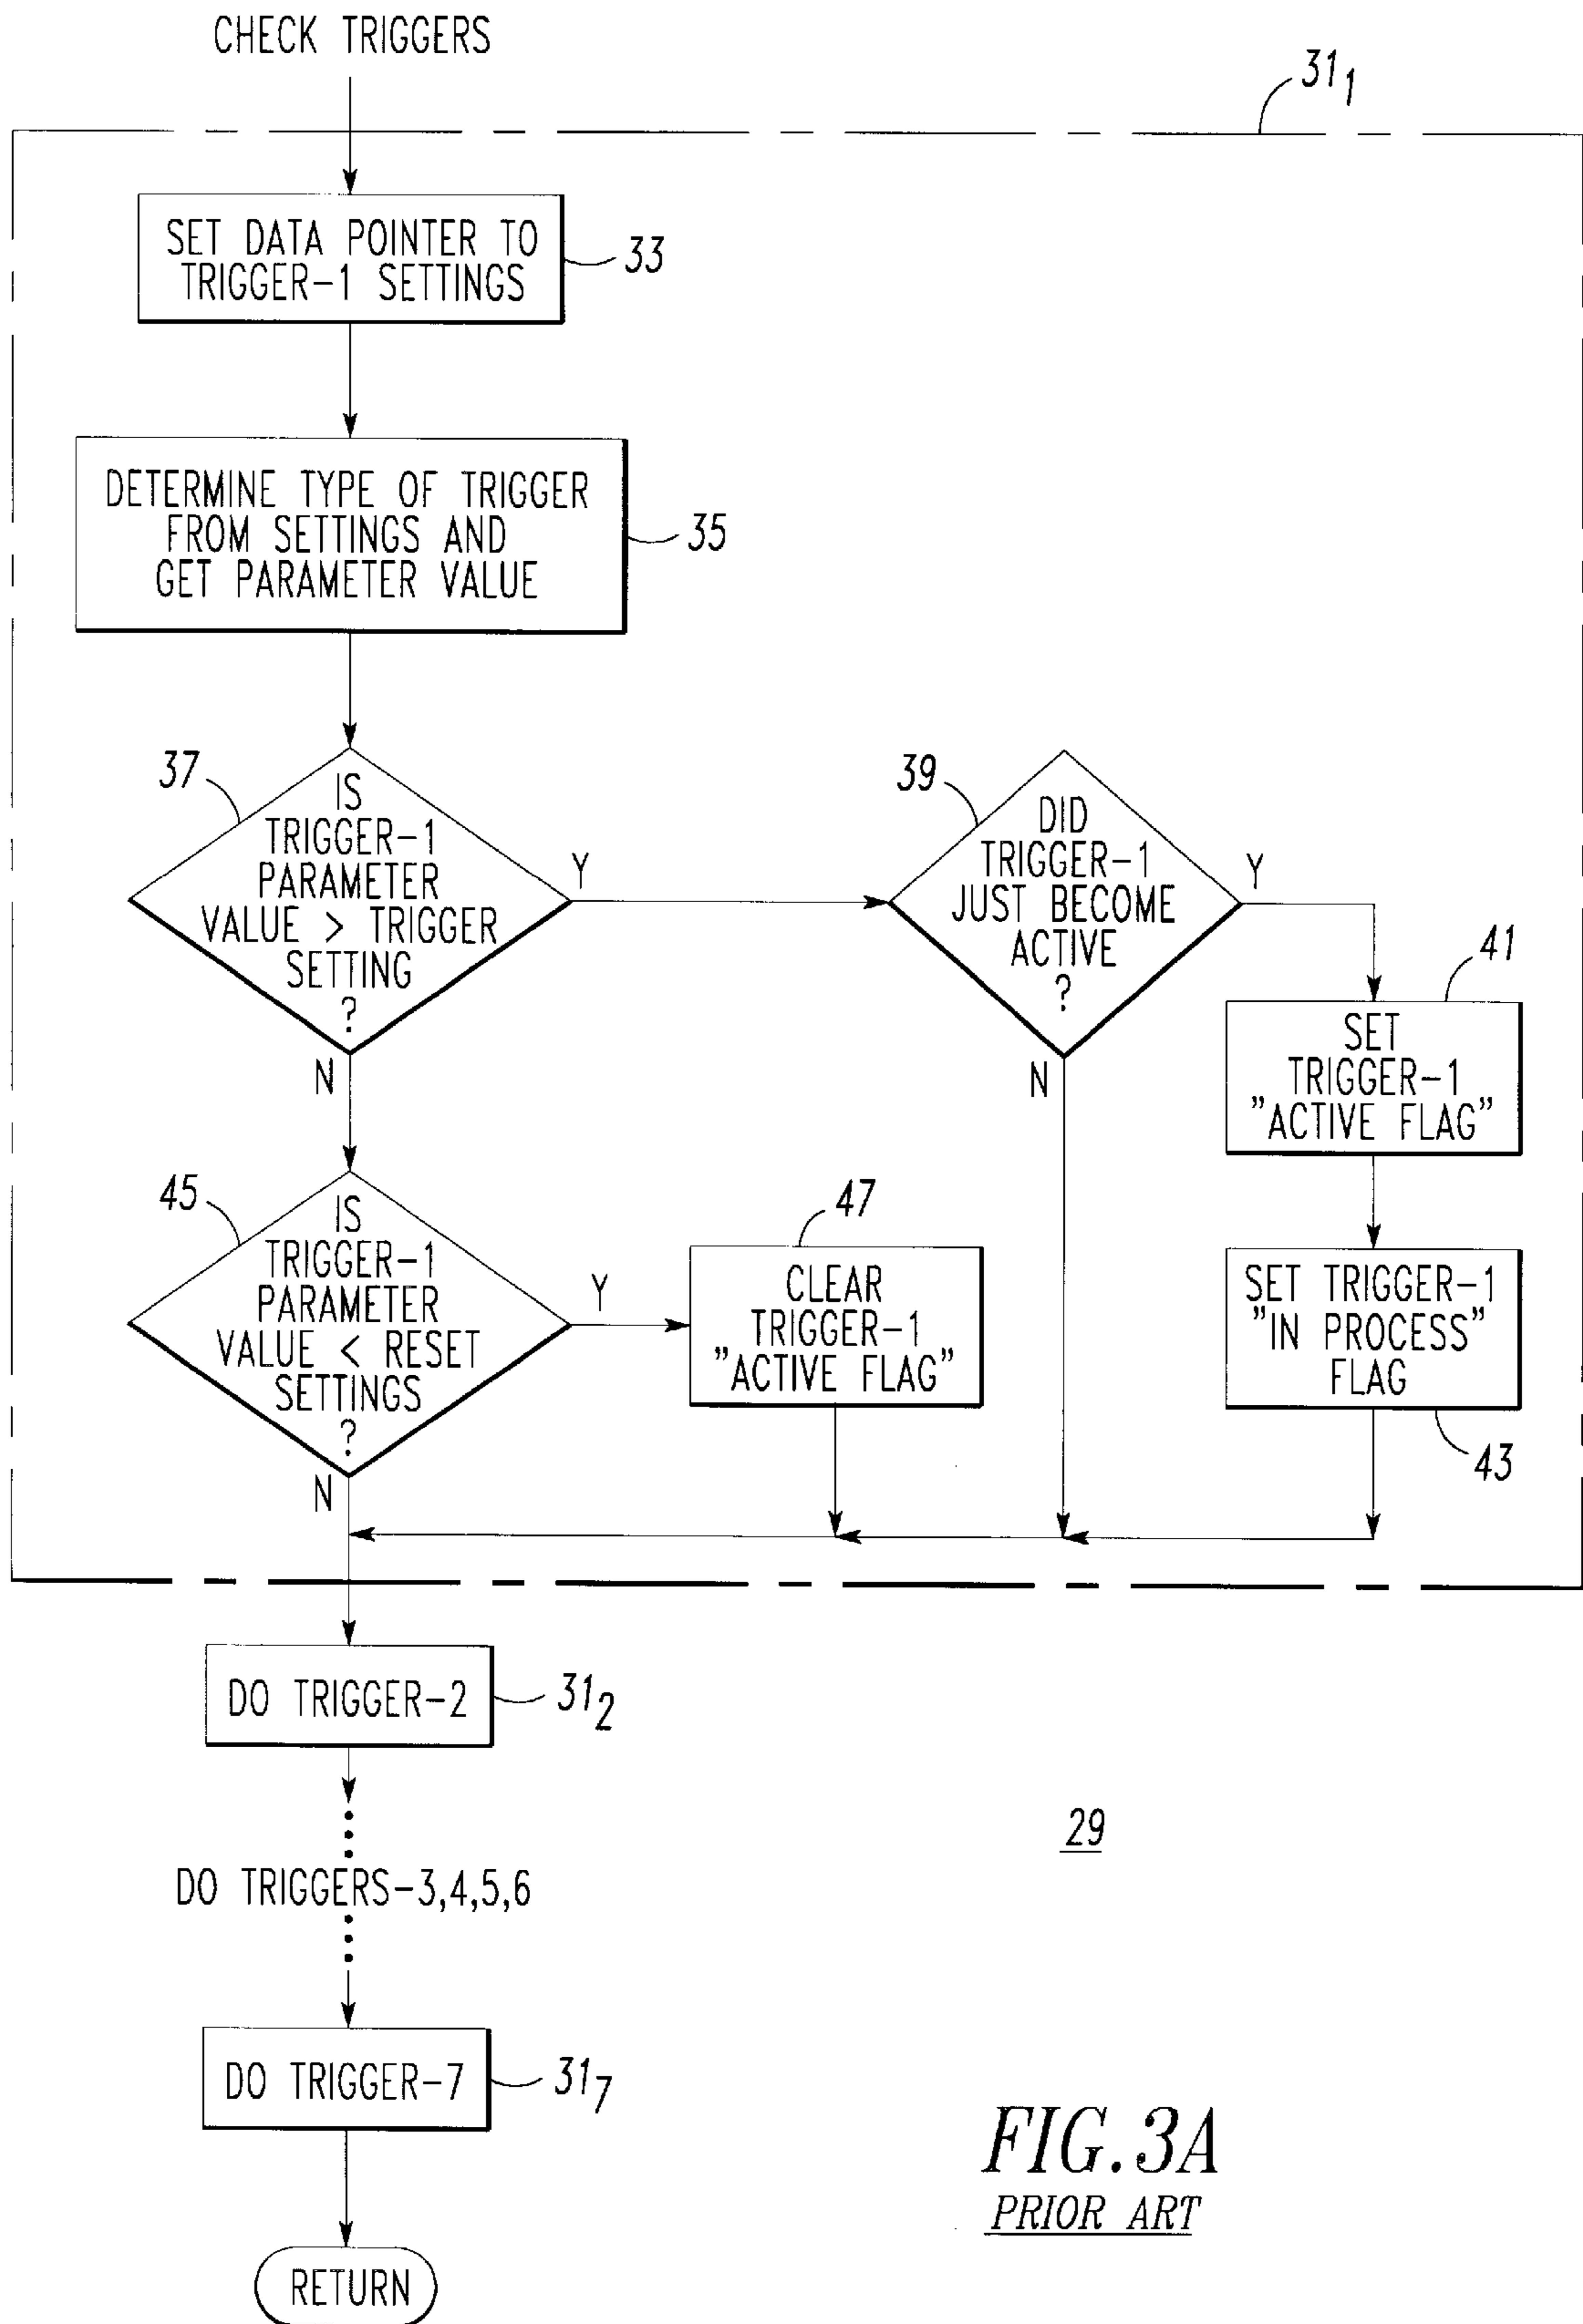 CHECK TRIGGERS
31₁
SET DATA POINTER TO
TRIGGER-1 SETTINGS
33
DETERMINE TYPE OF TRIGGER
FROM SETTINGS AND
GET PARAMETER VALUE
35
37
IS
TRIGGER-1
PARAMETER
VALUE > TRIGGER
SETTING
?
Y
N
39
DID
TRIGGER-1
JUST BECOME
ACTIVE
?
Y
N
41
SET
TRIGGER-1
"ACTIVE FLAG"
45
IS
TRIGGER-1
PARAMETER
VALUE < RESET
SETTINGS
?
Y
N
47
CLEAR
TRIGGER-1
"ACTIVE FLAG"
SET TRIGGER-1
"IN PROCESS"
FLAG
43
DO TRIGGER-2
31₂
DO TRIGGERS-3,4,5,6
29
DO TRIGGER-7
31₇
RETURN
FIG.3A
PRIOR ART